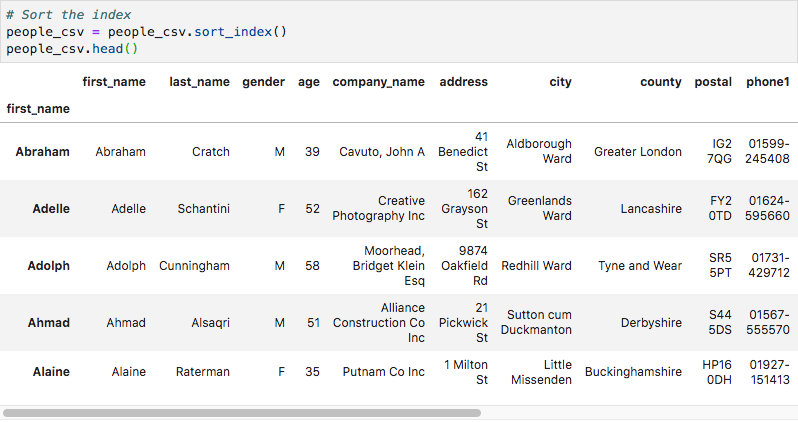 # Sort the index
people_csv = people_csv.sort_index()
people_csv.head()
first_name last_name gender age company_name address city county postal phone1
first_name
Abraham Abraham Cratch M 39 Cavuto, John A 41 Benedict St Aldborough Ward Greater London IG2 7QG 01599-245408
Adelle Adelle Schantini F 52 Creative Photography Inc 162 Grayson St Greenlands Ward Lancashire FY2 0TD 01624-595660
Adolph Adolph Cunningham M 58 Moorhead, Bridget Klein Esq 9874 Oakfield Rd Redhill Ward Tyne and Wear SR5 5PT 01731-429712
Ahmad Ahmad Alsaqri M 51 Alliance Construction Co Inc 21 Pickwick St Sutton cum Duckmanton Derbyshire S44 5DS 01567-555570
Alaine Alaine Raterman F 35 Putnam Co Inc 1 Milton St Little Missenden Buckinghamshire HP16 0DH 01927-151413